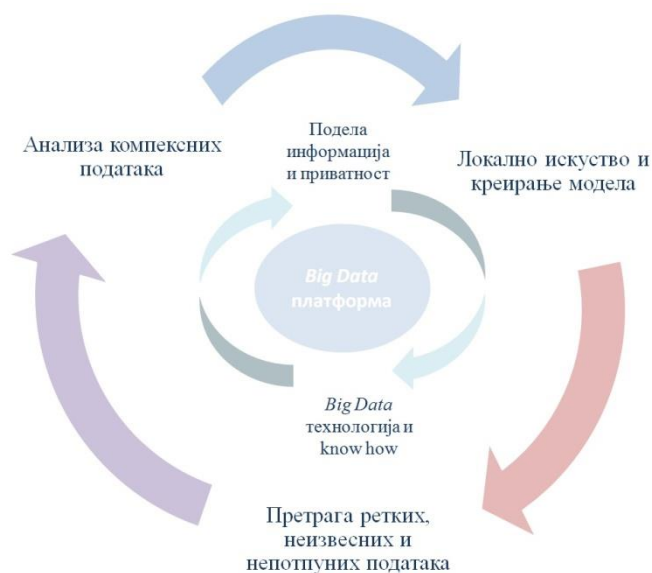 Анализа компексних
података
Подела
информација
и приватност
Локално искуство и
креирање модела
Big Data
платформа
Big Data
технологија и
know how
Претрага ретких,
неизвесних и
непотпуних података